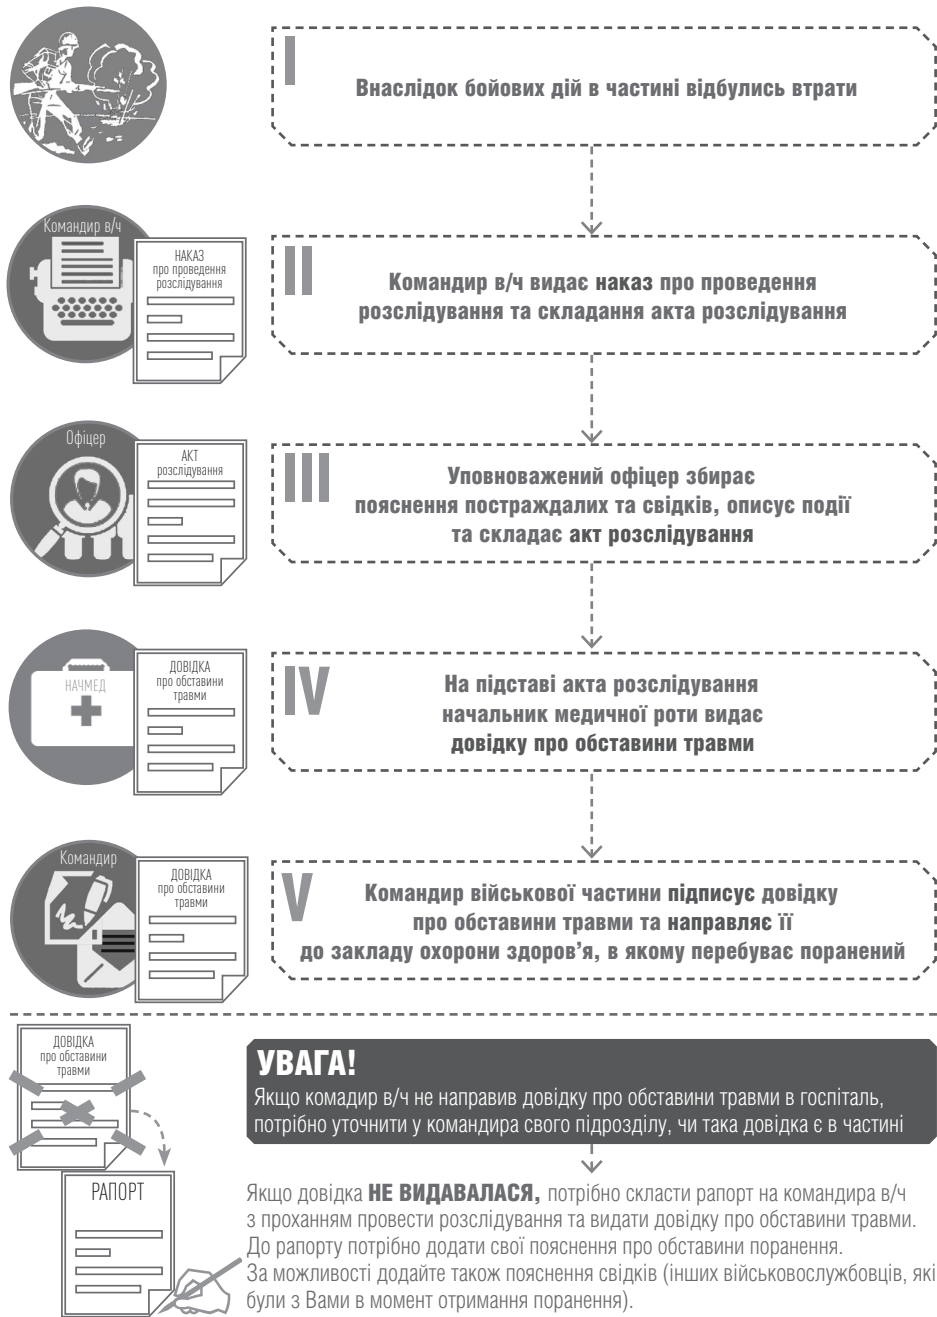 I
Внаслідок бойових дій в частині відбулись втрати
Командир в/ч
НАКАЗ
про проведення
розслідування
II
Командир в/ч видає наказ про проведення
розслідування та складання акта розслідування
Офіцер
АКТ
розслідування
III
Уповноважений офіцер збирає
пояснення постраждалих та свідків, описує події
та складає акт розслідування
НАЧМЕД
ДОВІДКА
про обставини
травми
IV
На підставі акта розслідування
начальник медичної роти видає
довідку про обставини травми
Командир
ДОВІДКА
про обставини
травми
V
Командир військової частини підписує довідку
про обставини травми та направляє її
до закладу охорони здоров’я, в якому перебуває поранений
ДОВІДКА
про обставини
травми
УВАГА!
Якщо комадир в/ч не направив довідку про обставини травми в госпіталь,
потрібно уточнити у командира свого підрозділу, чи така довідка є в частині
РАПОРТ
Якщо довідка НЕ ВИДАВАЛАСЯ, потрібно скласти рапорт на командира в/ч
з проханням провести розслідування та видати довідку про обставини травми.
До рапорту потрібно додати свої пояснення про обставини поранення.
За можливості додайте також пояснення свідків (інших військовослужбовців, які
були з Вами в момент отримання поранення).